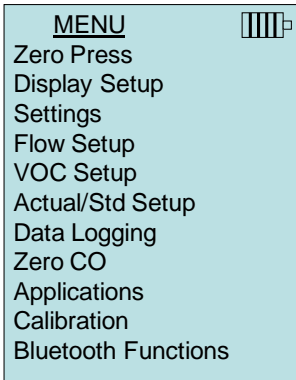 MENU
Zero Press
Display Setup
Settings
Flow Setup
VOC Setup
Actual/Std Setup
Data Logging
Zero CO
Applications
Calibration
Bluetooth Functions